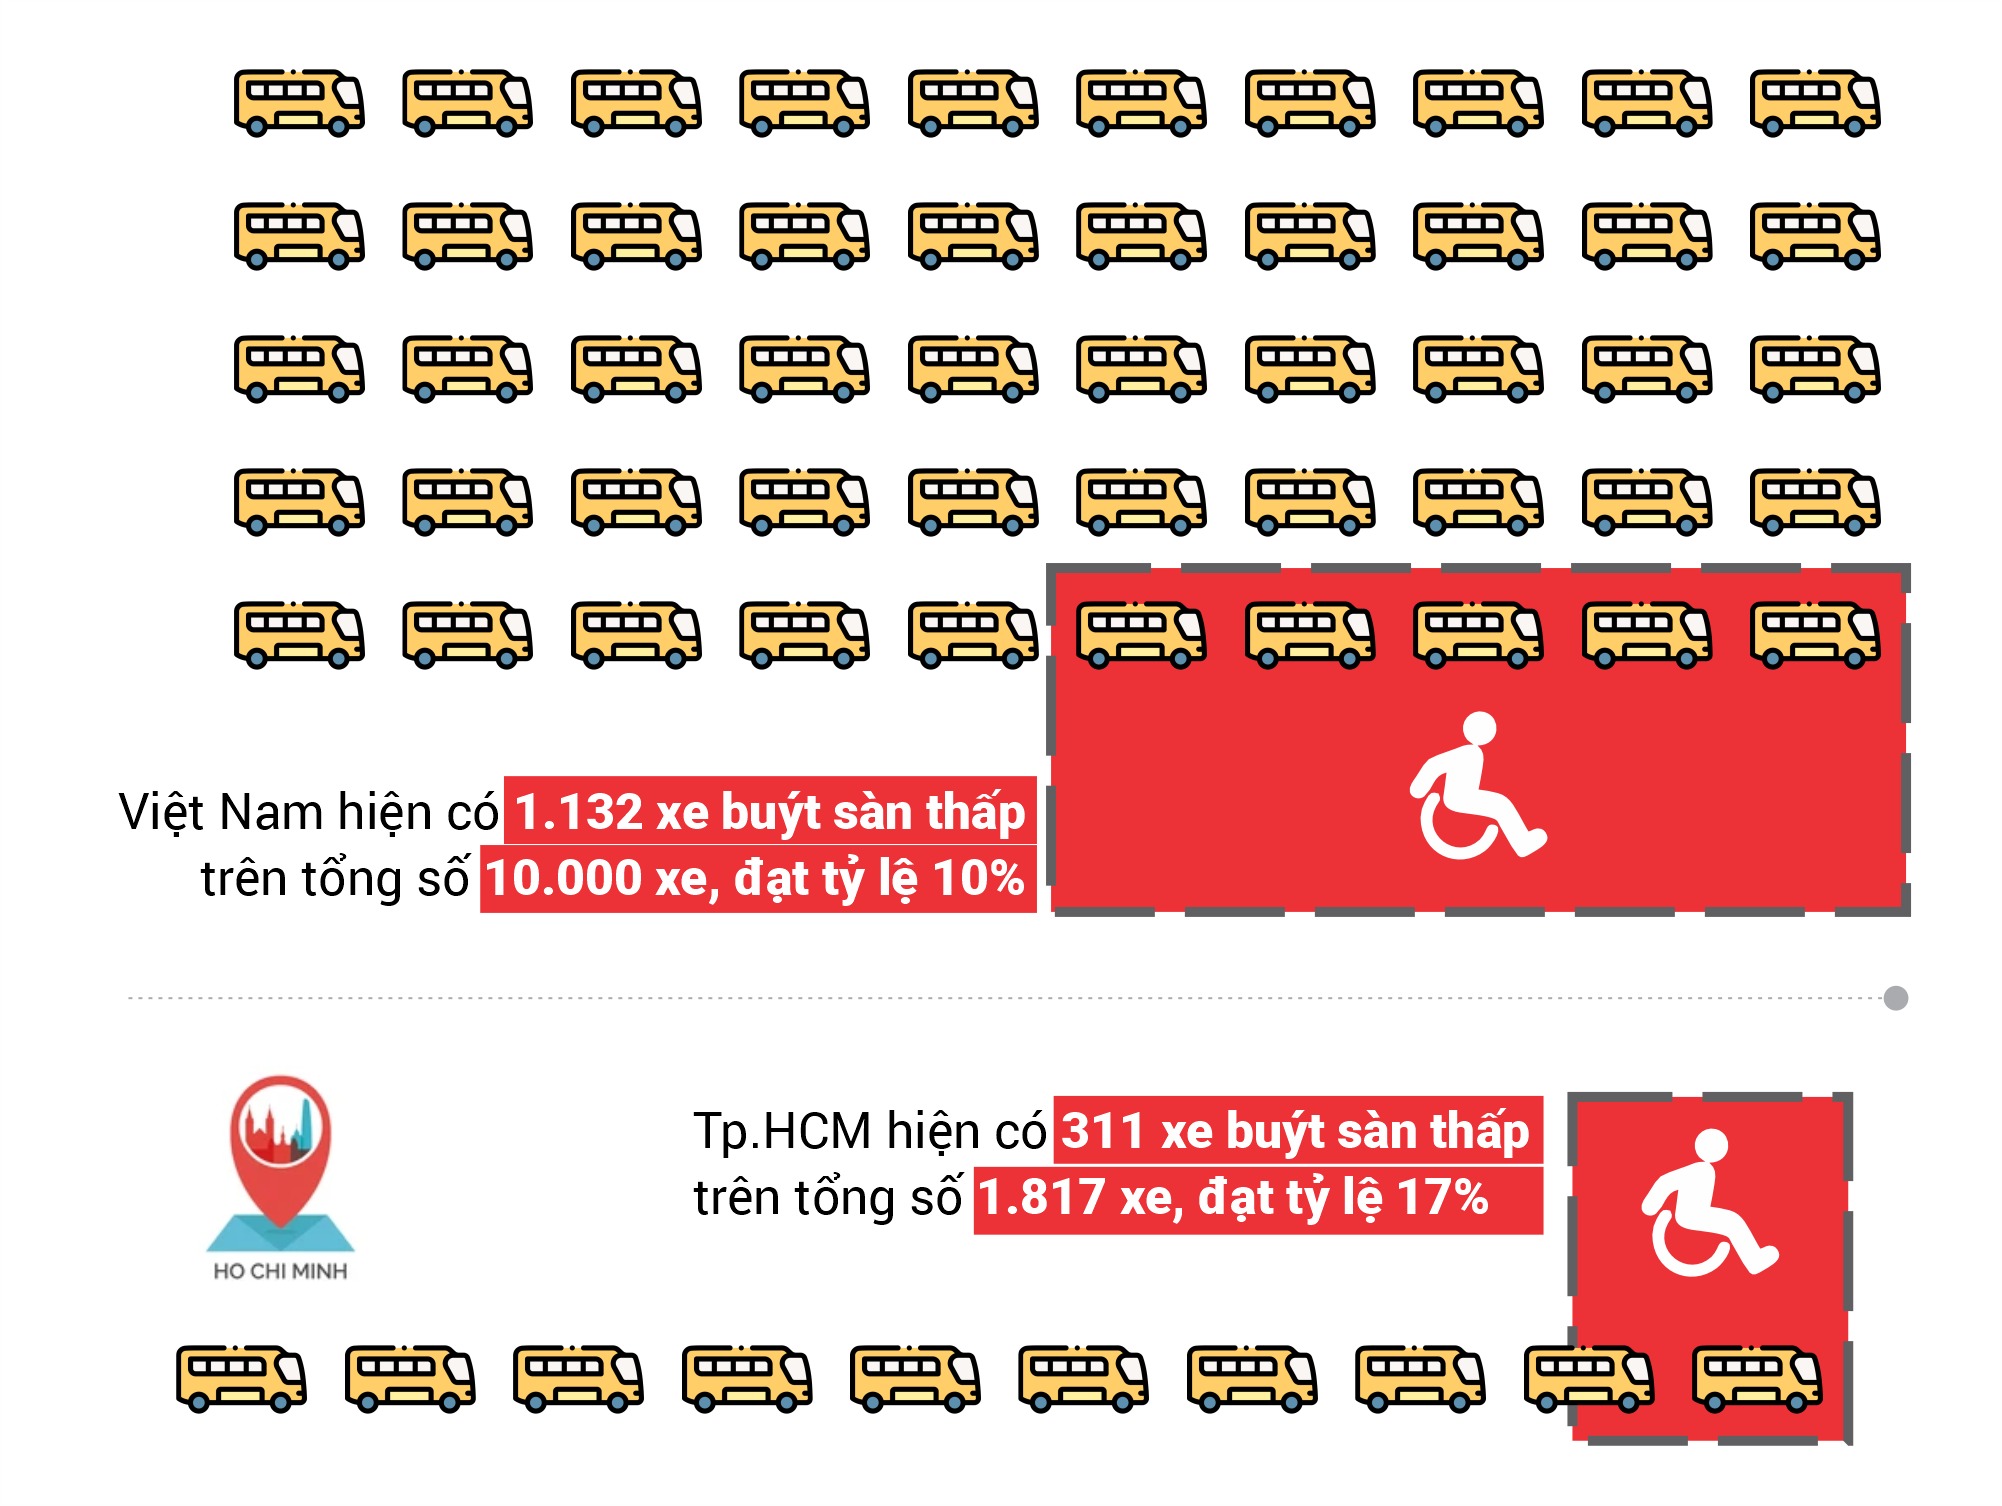 Việt Nam hiện có 1.132 xe buýt sàn thấp
trên tổng số 10.000 xe, đạt tỷ lệ 10%
Tp.HCM hiện có 311 xe buýt sàn thấp
trên tổng số 1.817 xe, đạt tỷ lệ 17%
HO CHI MINH